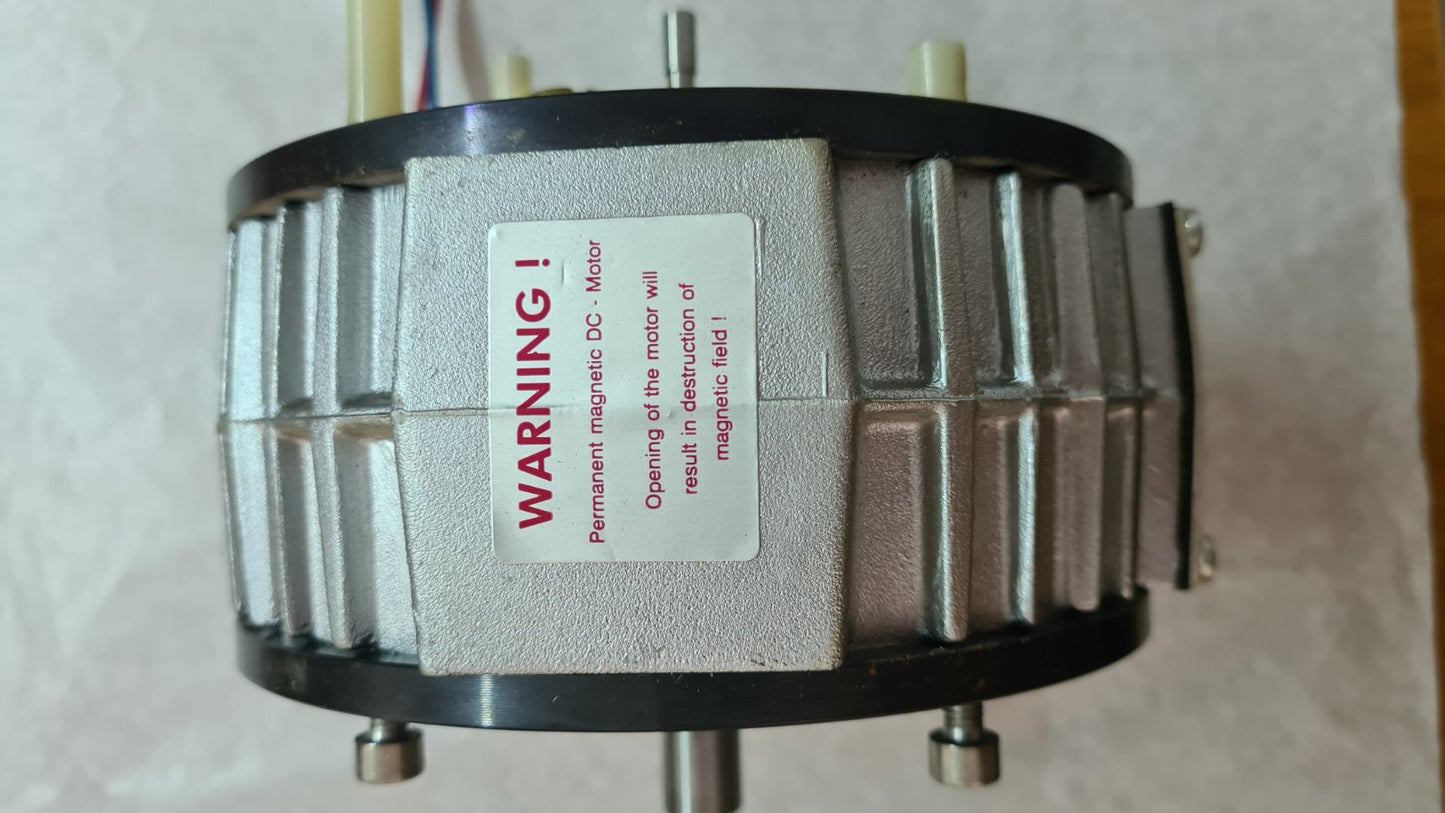 WARNING !
Permanent magnetic DC - Motor
Opening of the motor will
result in destruction of
magnetic field !